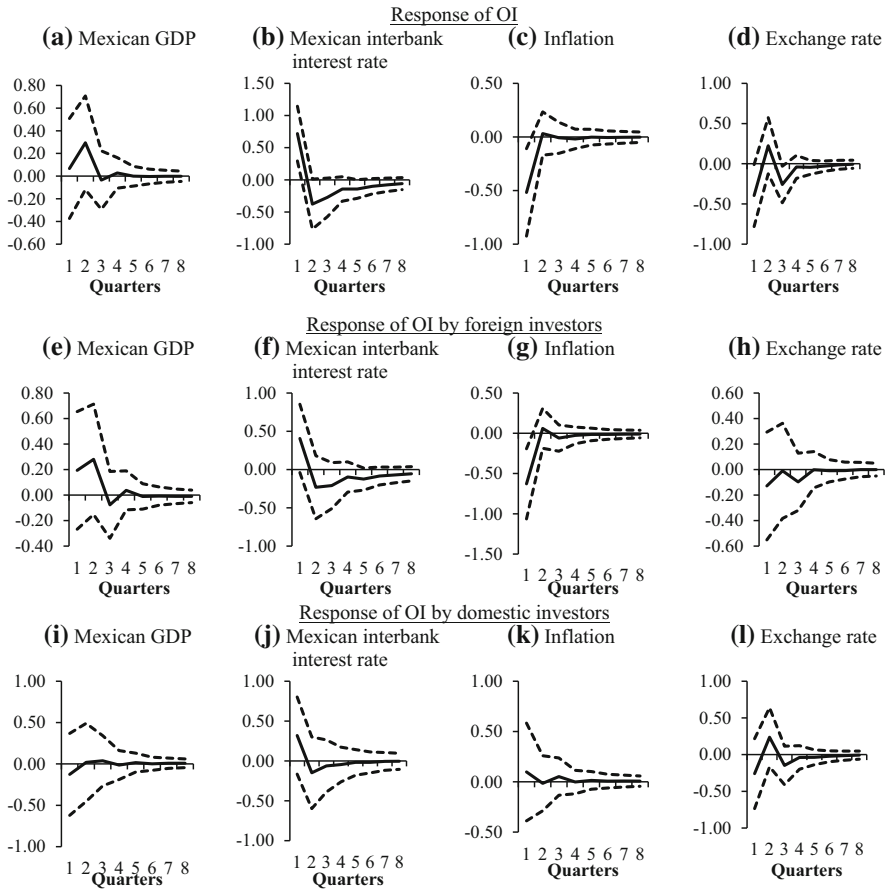 Response of OI
(a) Mexican GDP
0.80
0.60
0.40
0.20
0.00
-0.20
-0.40
-0.60
1 2 3 4 5 6 7 8
Quarters
(b) Mexican interbank
interest rate
1.50
1.00
0.50
0.00
-0.50
-1.00
1 2 3 4 5 6 7 8
Quarters
(c) Inflation
0.50
0.00
-0.50
-1.00
1 2 3 4 5 6 7 8
Quarters
(d) Exchange rate
1.00
0.50
0.00
-0.50
-1.00
1 2 3 4 5 6 7 8
Quarters
Response of OI by foreign investors
(e) Mexican GDP
0.80
0.60
0.40
0.20
0.00
-0.20
-0.40
1 2 3 4 5 6 7 8
Quarters
(f) Mexican interbank
interest rate
1.00
0.50
0.00
-0.50
-1.00
1 2 3 4 5 6 7 8
Quarters
(g) Inflation
0.50
0.00
-0.50
-1.00
-1.50
1 2 3 4 5 6 7 8
Quarters
(h) Exchange rate
0.60
0.40
0.20
0.00
-0.20
-0.40
-0.60
1 2 3 4 5 6 7 8
Quarters
Response of OI by domestic investors
(i) Mexican GDP
1.00
0.50
0.00
-0.50
-1.00
1 2 3 4 5 6 7 8
Quarters
(j) Mexican interbank
interest rate
1.00
0.50
0.00
-0.50
-1.00
1 2 3 4 5 6 7 8
Quarters
(k) Inflation
1.00
0.50
0.00
-0.50
1 2 3 4 5 6 7 8
Quarters
(l) Exchange rate
1.00
0.50
0.00
-0.50
-1.00
1 2 3 4 5 6 7 8
Quarters